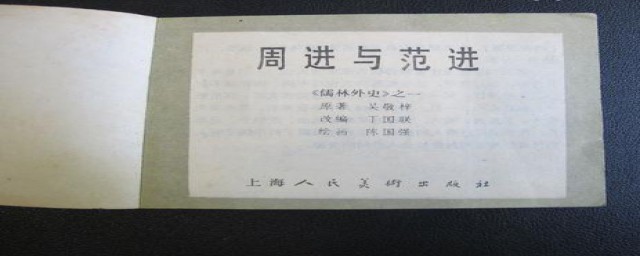 周进与范进
《儒林外史》之一
原著 吴敬梓
改编 丁国联
绘画 陈国强
上海人民美术出版社